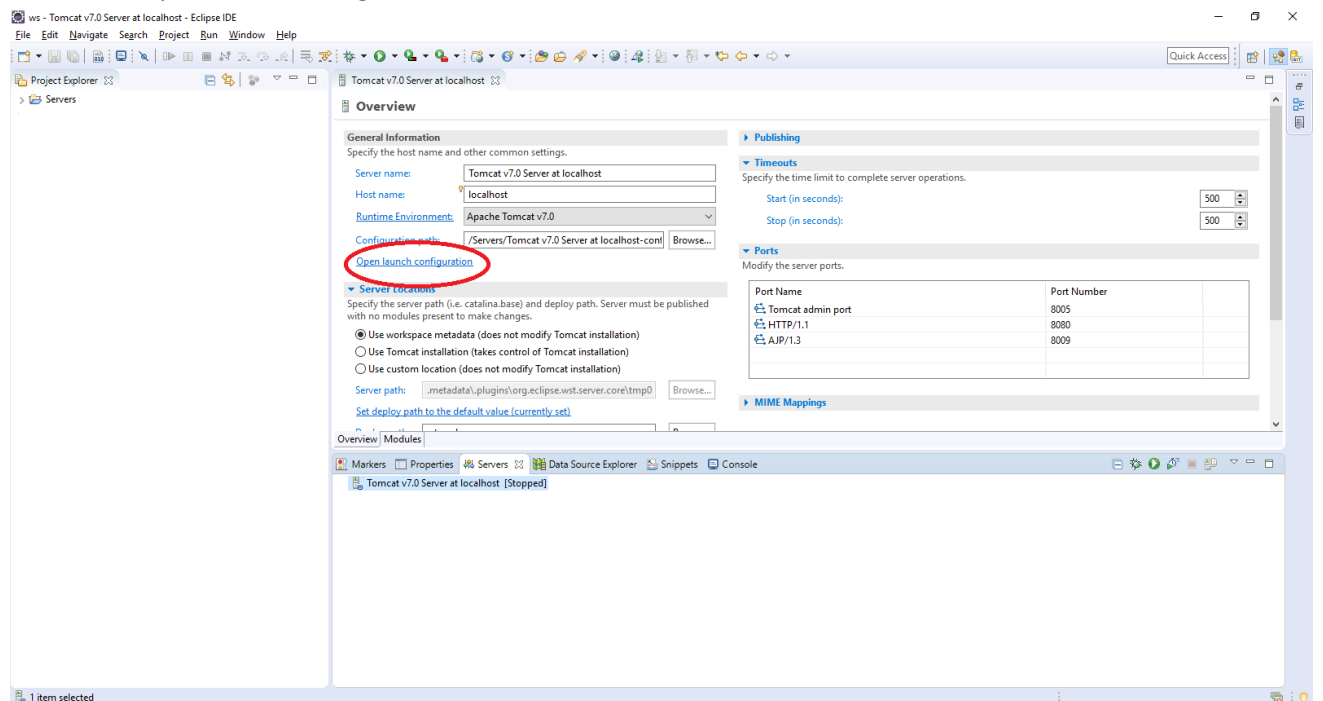 ws - Tomcat v7.0 Server at localhost - Eclipse IDE
File Edit Navigate Search Project Run Window Help
Quick Access
Project Explorer
Servers
Tomcat v7.0 Server at localhost
Overview
General Information
Specify the host name and other common settings.
Server name: Tomcat v7.0 Server at localhost
Host name: localhost
Runtime Environment: Apache Tomcat v7.0
Configuration path: /Servers/Tomcat v7.0 Server at localhost-conf Browse...
Open launch configuration
Server Locations
Specify the server path (i.e. catalina.base) and deploy path. Server must be published
with no modules present to make changes.
Use workspace metadata (does not modify Tomcat installation)
Use Tomcat installation (takes control of Tomcat installation)
Use custom location (does not modify Tomcat installation)
Server path: .metadata\.plugins\org.eclipse.wst.server.core\tmp0 Browse...
Set deploy path to the default value (currently set)
Publishing
Timeouts
Specify the time limit to complete server operations.
Start (in seconds): 500
Stop (in seconds): 500
Ports
Modify the server ports.
Port Name Port Number
Tomcat admin port 8005
HTTP/1.1 8080
AJP/1.3 8009
MIME Mappings
Overview Modules
Markers Properties Servers Data Source Explorer Snippets Console
Tomcat v7.0 Server at localhost [Stopped]
1 item selected